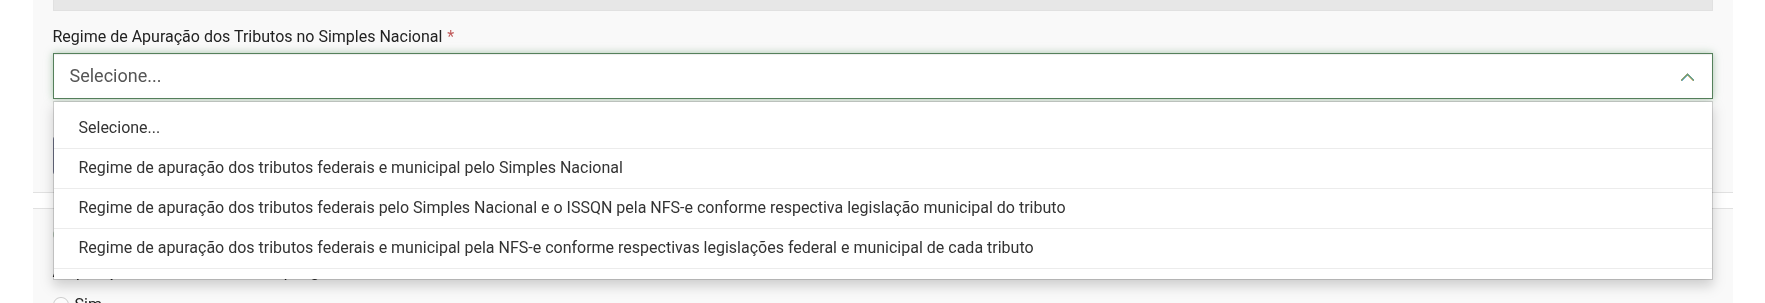 Regime de Apuração dos Tributos no Simples Nacional *
Selecione...
Selecione...
Regime de apuração dos tributos federais e municipal pelo Simples Nacional
Regime de apuração dos tributos federais pelo Simples Nacional e o ISSQN pela NFS-e conforme respectiva legislação municipal do tributo
Regime de apuração dos tributos federais e municipal pela NFS-e conforme respectivas legislações federal e municipal de cada tributo
Sim